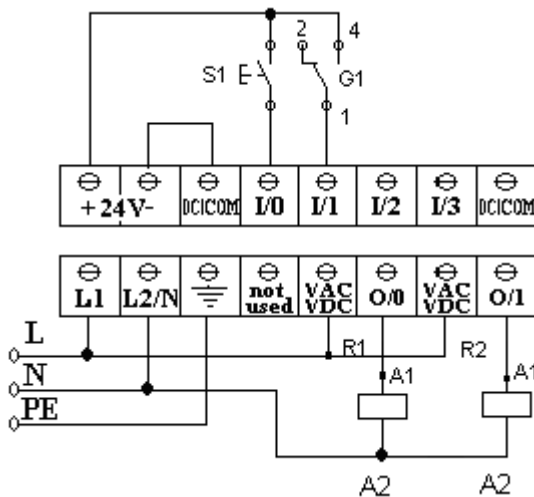 2 4
S1 G1
1
+ 24V- DCICOM I/0 I/1 I/2 I/3 DCICOM
L1 L2/N not used VAC VDC O/0 VAC VDC O/1
L R1 R2
N A1 A1
PE
A2 A2